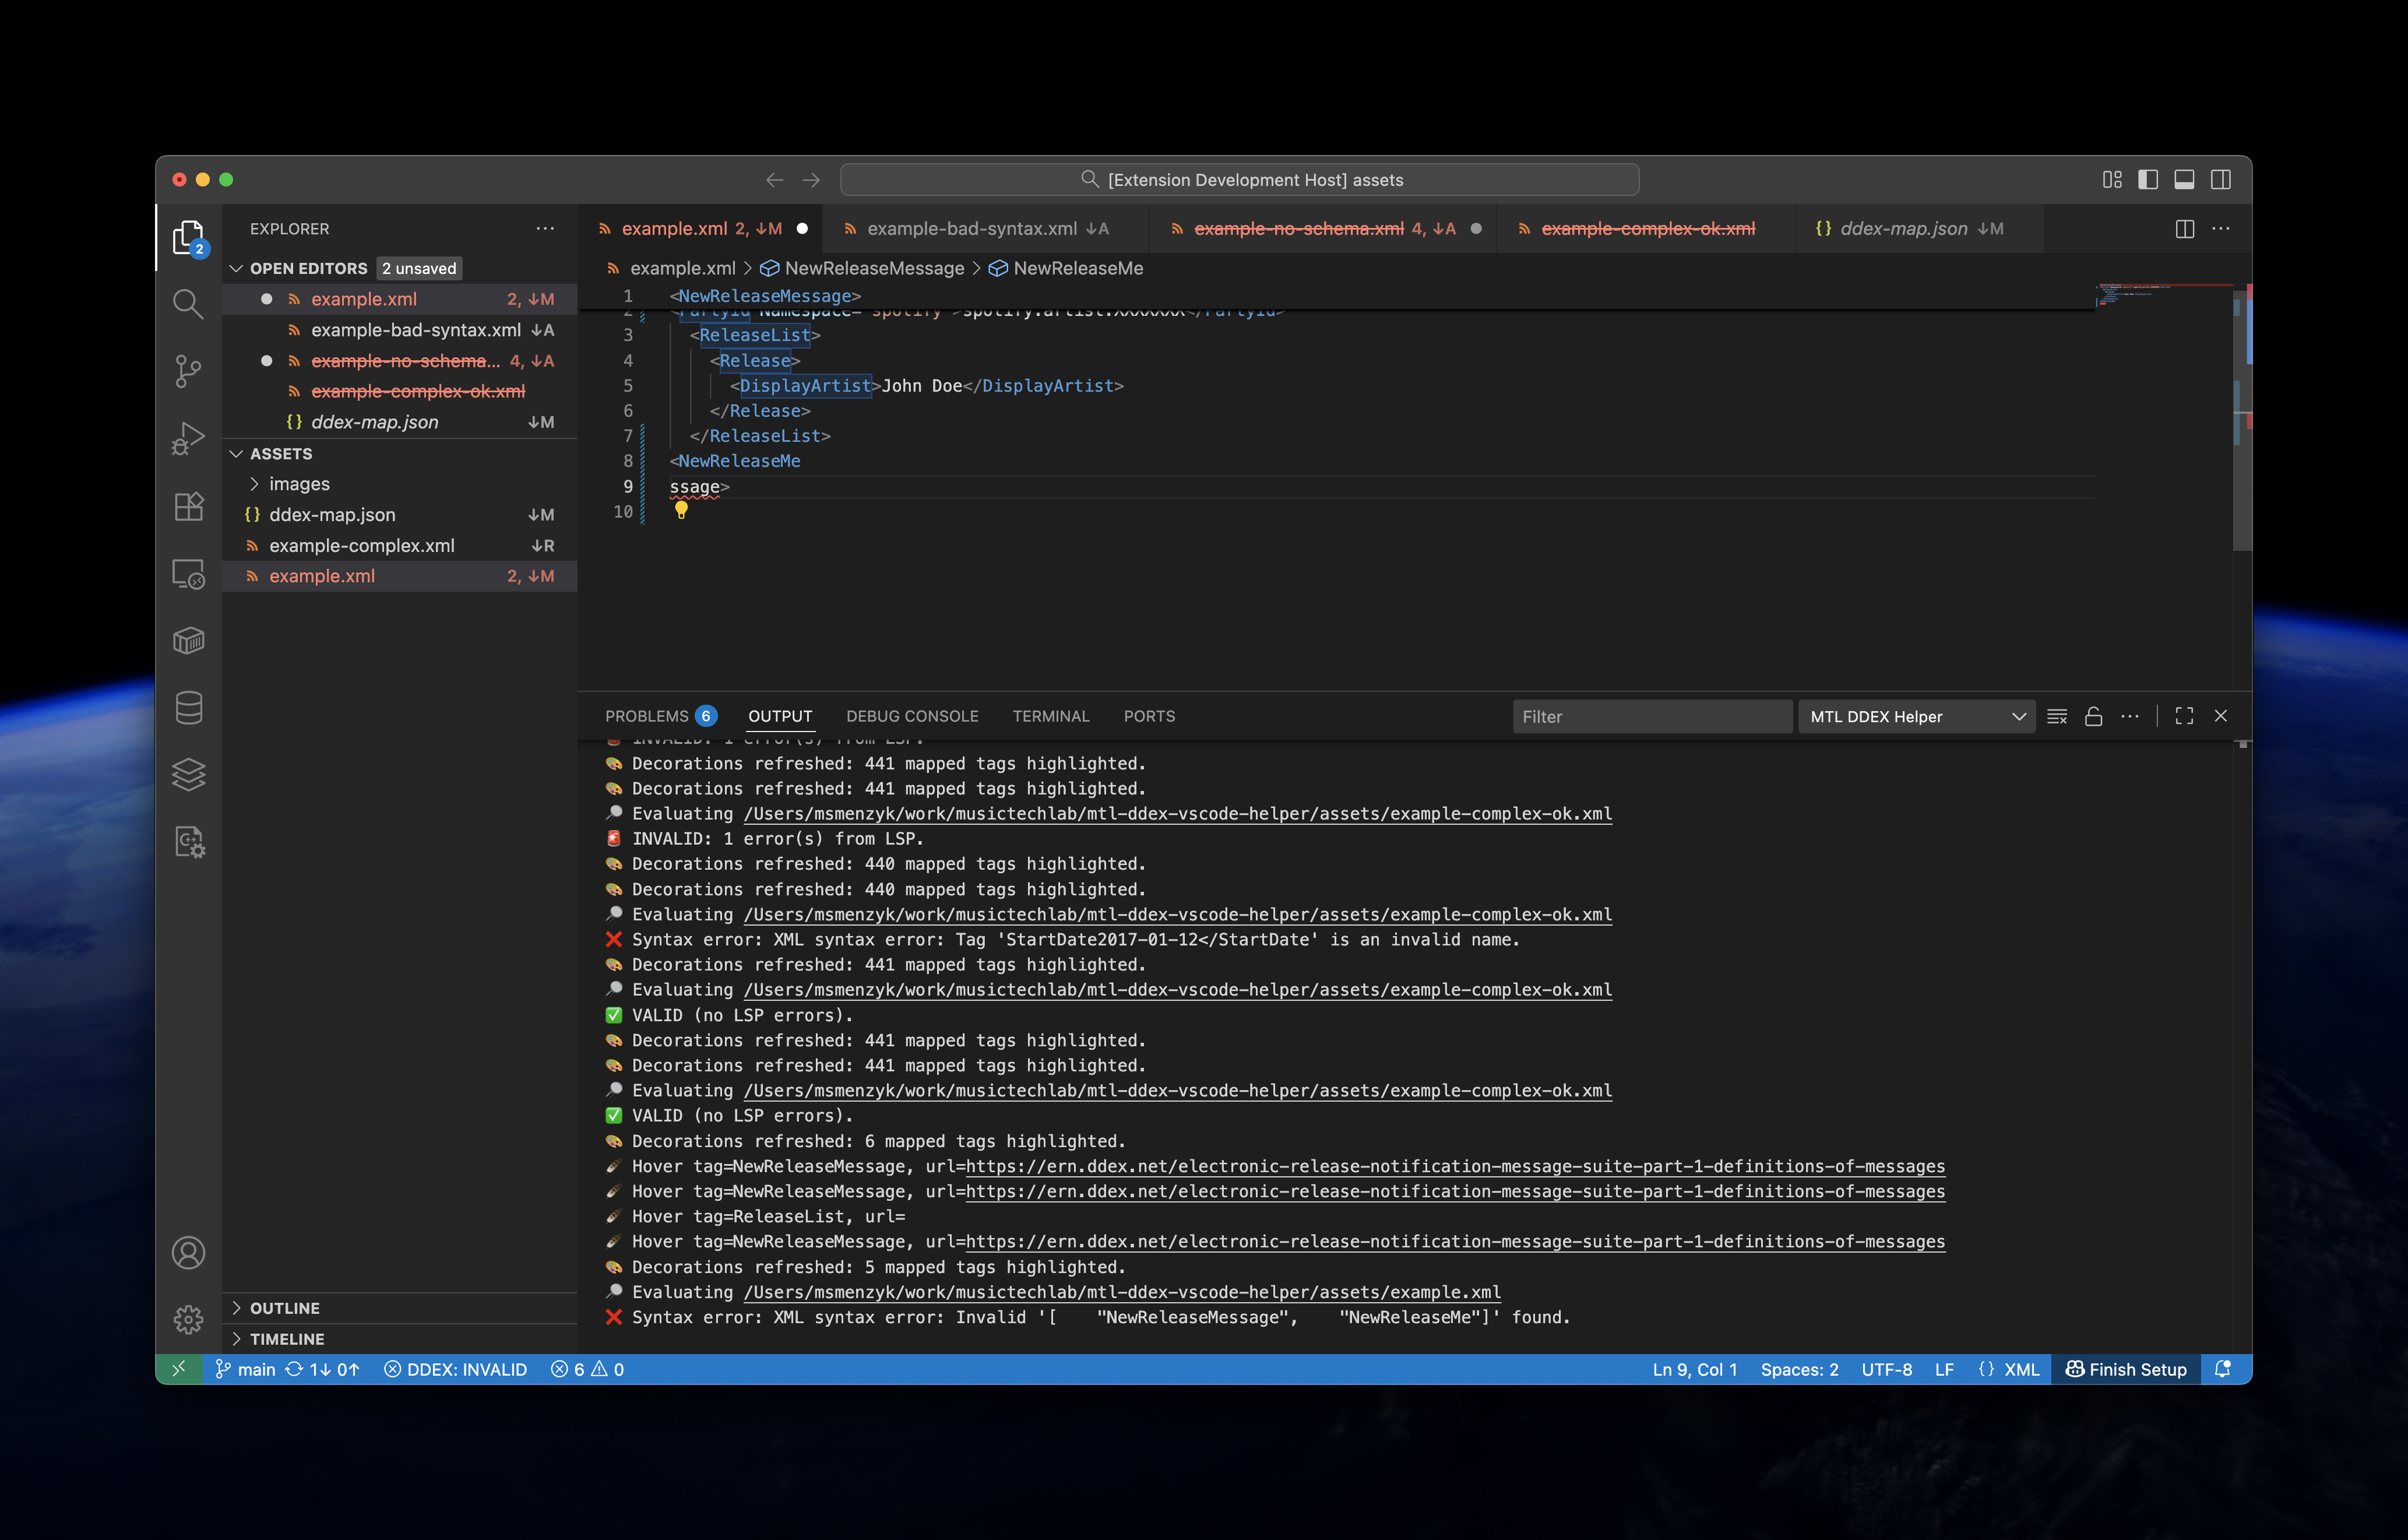 [Extension Development Host] assets
2
EXPLORER
OPEN EDITORS 2 unsaved
example.xml 2, ↓M
example-bad-syntax.xml ↓A
example-no-schema... 4, ↓A
example-complex-ok.xml
{} ddex-map.json ↓M
ASSETS
images
{} ddex-map.json ↓M
example-complex.xml ↓R
example.xml 2, ↓M
OUTLINE
TIMELINE
example.xml 2, ↓M
example-bad-syntax.xml ↓A
example-no-schema.xml 4, ↓A
example-complex-ok.xml
{} ddex-map.json ↓M
example.xml > NewReleaseMessage > NewReleaseMe
1 <NewReleaseMessage>
2 <PartyId Namespace="spotify">spotify:artist:XXXXXXX</PartyId>
3 <ReleaseList>
4 <Release>
5 <DisplayArtist>John Doe</DisplayArtist>
6 </Release>
7 </ReleaseList>
8 <NewReleaseMe
9 ssage>
10
PROBLEMS 6 OUTPUT DEBUG CONSOLE TERMINAL PORTS Filter MTL DDEX Helper
INVALID: 1 error(s) from LSP.
Decorations refreshed: 441 mapped tags highlighted.
Decorations refreshed: 441 mapped tags highlighted.
Evaluating /Users/msmenzyk/work/musictechlab/mtl-ddex-vscode-helper/assets/example-complex-ok.xml
INVALID: 1 error(s) from LSP.
Decorations refreshed: 440 mapped tags highlighted.
Decorations refreshed: 440 mapped tags highlighted.
Evaluating /Users/msmenzyk/work/musictechlab/mtl-ddex-vscode-helper/assets/example-complex-ok.xml
Syntax error: XML syntax error: Tag 'StartDate2017-01-12</StartDate' is an invalid name.
Decorations refreshed: 441 mapped tags highlighted.
Evaluating /Users/msmenzyk/work/musictechlab/mtl-ddex-vscode-helper/assets/example-complex-ok.xml
VALID (no LSP errors).
Decorations refreshed: 441 mapped tags highlighted.
Decorations refreshed: 441 mapped tags highlighted.
Evaluating /Users/msmenzyk/work/musictechlab/mtl-ddex-vscode-helper/assets/example-complex-ok.xml
VALID (no LSP errors).
Decorations refreshed: 6 mapped tags highlighted.
Hover tag=NewReleaseMessage, url=https://ern.ddex.net/electronic-release-notification-message-suite-part-1-definitions-of-messages
Hover tag=NewReleaseMessage, url=https://ern.ddex.net/electronic-release-notification-message-suite-part-1-definitions-of-messages
Hover tag=ReleaseList, url=
Hover tag=NewReleaseMessage, url=https://ern.ddex.net/electronic-release-notification-message-suite-part-1-definitions-of-messages
Decorations refreshed: 5 mapped tags highlighted.
Evaluating /Users/msmenzyk/work/musictechlab/mtl-ddex-vscode-helper/assets/example.xml
Syntax error: XML syntax error: Invalid '[    "NewReleaseMessage",    "NewReleaseMe"]' found.
main 1↓ 0↑ DDEX: INVALID 6 0 Ln 9, Col 1 Spaces: 2 UTF-8 LF {} XML Finish Setup